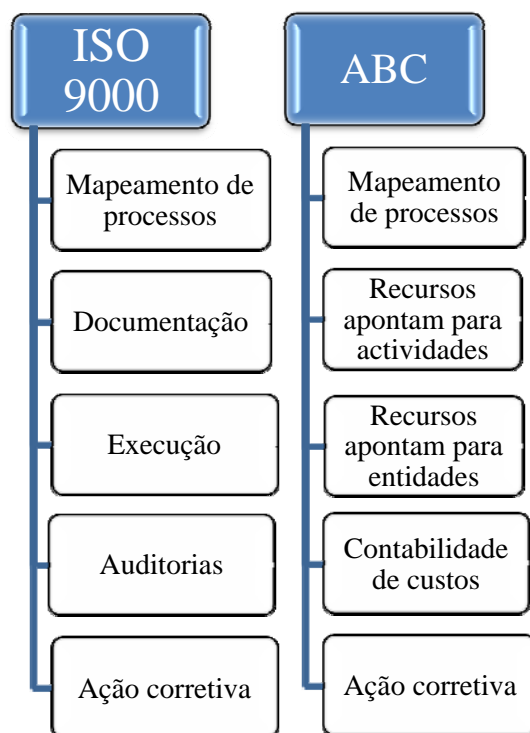 ISO
9000
Mapeamento de
processos
Documentação
Execução
Auditorias
Ação corretiva
ABC
Mapeamento
de processos
Recursos
apontam para
actividades
Recursos
apontam para
entidades
Contabilidade
de custos
Ação corretiva